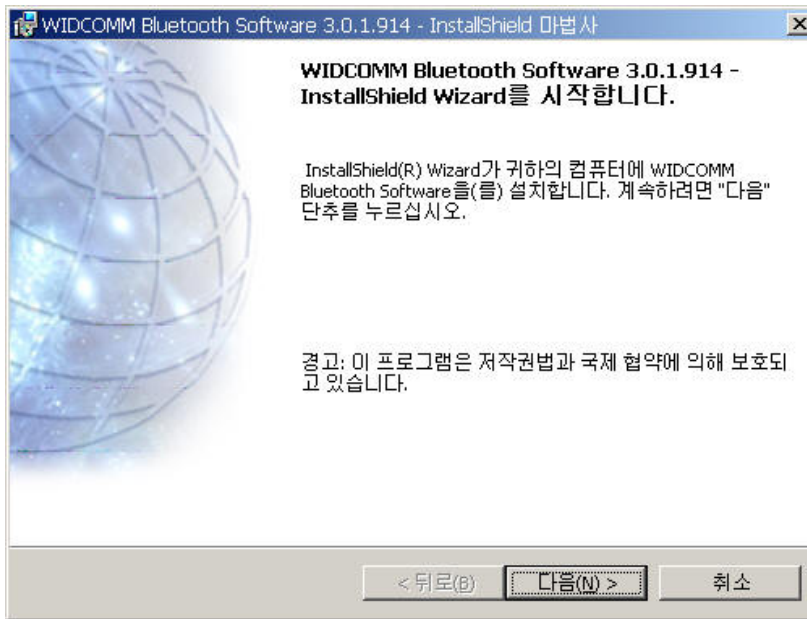 WIDCOMM Bluetooth Software 3.0.1.914 - InstallShield 마법사
WIDCOMM Bluetooth Software 3.0.1.914 -
InstallShield Wizard를 시작합니다.
InstallShield(R) Wizard가 귀하의 컴퓨터에 WIDCOMM
Bluetooth Software을(를) 설치합니다. 계속하려면 "다음"
단추를 누르십시오.
경고: 이 프로그램은 저작권법과 국제 협약에 의해 보호되
고 있습니다.
< 뒤로(B) 다음(N) > 취소